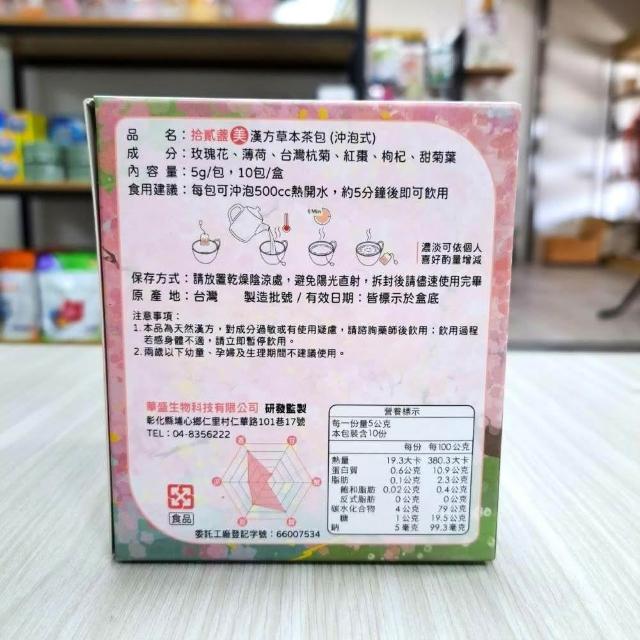 品 名：拾貳盞美漢方草本茶包 (沖泡式)
成 分：玫瑰花、薄荷、台灣杭菊、紅棗、枸杞、甜菊葉
內 容 量：5g/包，10包/盒
食用建議：每包可沖泡500cc熱開水，約5分鐘後即可飲用
5 Min
濃淡可依個人
喜好酌量增減
保存方式：請放置乾燥陰涼處，避免陽光直射，拆封後請儘速使用完畢
原 產 地：台灣 製造批號/有效日期：皆標示於盒底
注意事項：
1.本品為天然漢方，對成分過敏或有使用疑慮，請諮詢藥師後飲用；飲用過程
若感身體不適，請立即暫停飲用。
2.兩歲以下幼童、孕婦及生理期間不建議使用。
華盛生物科技有限公司 研發監製
彰化縣埔心鄉仁里村仁華路101巷17號
TEL：04-8356222
香
甘
食品
委託工廠登記字號：66007534
營養標示
每一份量5公克
本包裝含10份
每份 每100公克
熱量 19.3大卡 380.3大卡
蛋白質 0.6公克 10.9公克
脂肪 0.1公克 2.3公克
飽和脂肪 0.02公克 0.4公克
反式脂肪 0公克 0公克
碳水化合物 4公克 79公克
糖 1公克 19.5公克
鈉 5毫克 99.3毫克